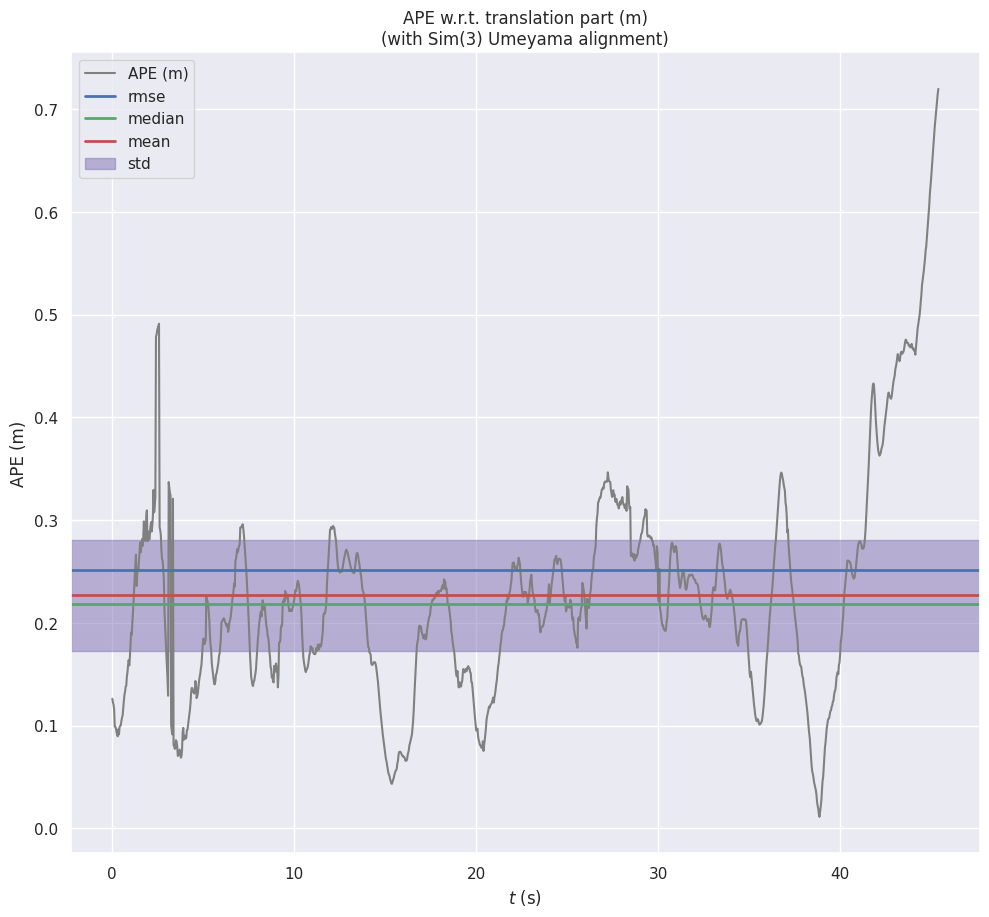 APE w.r.t. translation part (m)
(with Sim(3) Umeyama alignment)
APE (m)
rmse
median
mean
std
APE (m)
0.7
0.6
0.5
0.4
0.3
0.2
0.1
0.0
0 10 20 30 40
t (s)